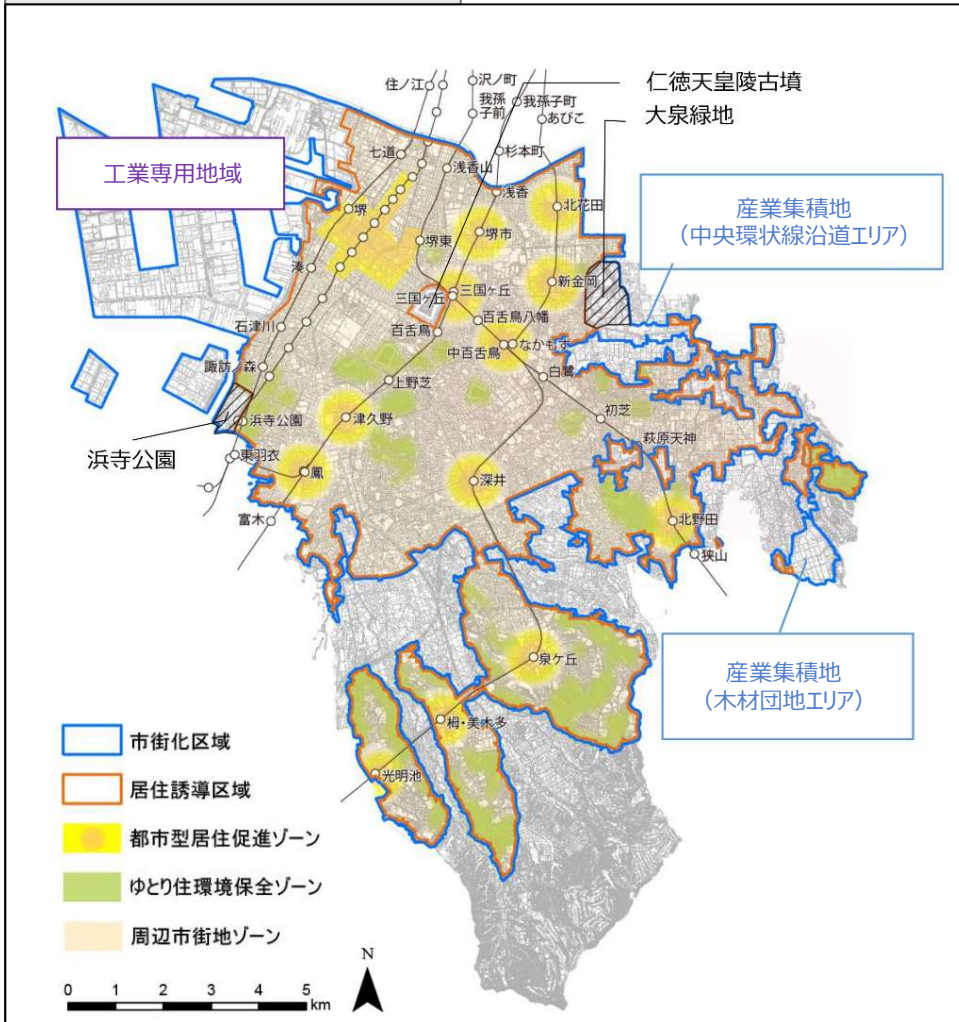 仁徳天皇陵古墳
大泉緑地
工業専用地域
産業集積地
（中央環状線沿道エリア）
住ノ江
沢ノ町
我孫
子前
我孫子町
あびこ
七道
杉本町
浅香山
浅香
北花田
堺
堺東
堺市
湊
三国ヶ丘
新金岡
百舌鳥八幡
石津川
百舌鳥
中百舌鳥
なかもず
白鷺
諏訪ノ森
上野芝
初芝
浜寺公園
津久野
萩原天神
浜寺公園
東羽衣
鳳
深井
富木
北野田
狭山
産業集積地
（木材団地エリア）
泉ケ丘
栂・美木多
光明池
市街化区域
居住誘導区域
都市型居住促進ゾーン
ゆとり住環境保全ゾーン
周辺市街地ゾーン
N
0 1 2 3 4 5
km